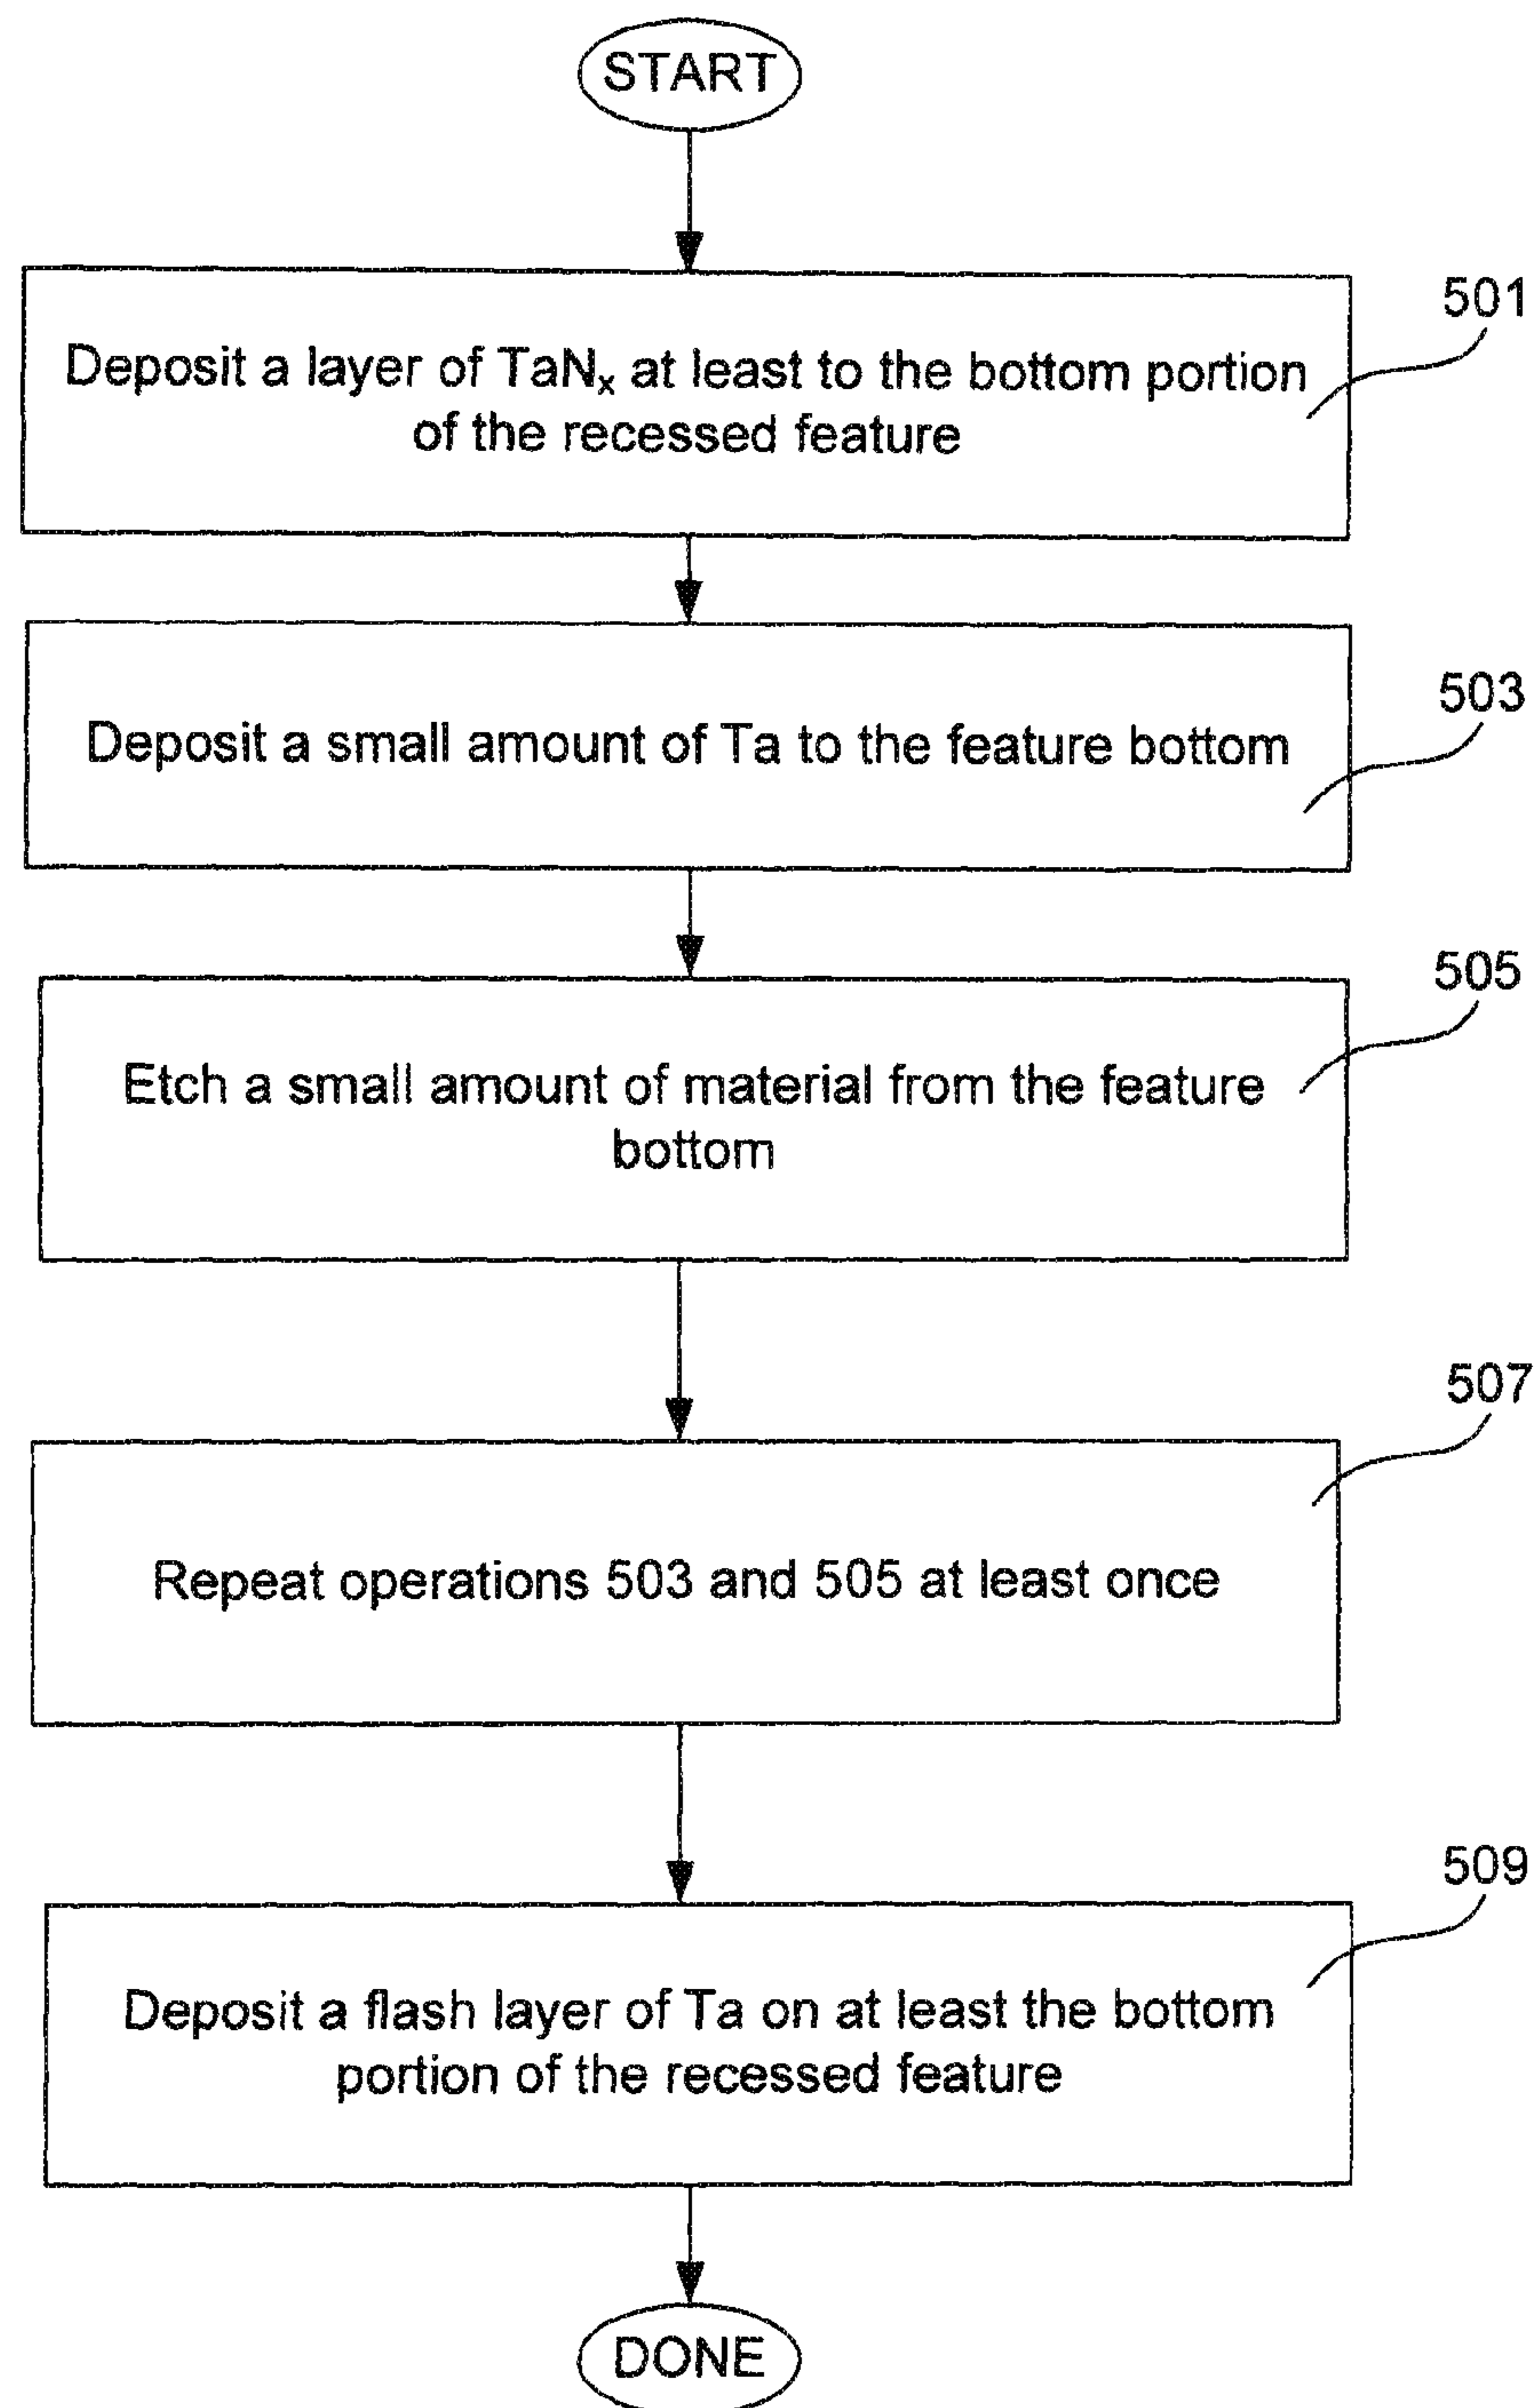 START
501
Deposit a layer of TaNₓ at least to the bottom portion
of the recessed feature
503
Deposit a small amount of Ta to the feature bottom
505
Etch a small amount of material from the feature
bottom
507
Repeat operations 503 and 505 at least once
509
Deposit a flash layer of Ta on at least the bottom
portion of the recessed feature
DONE